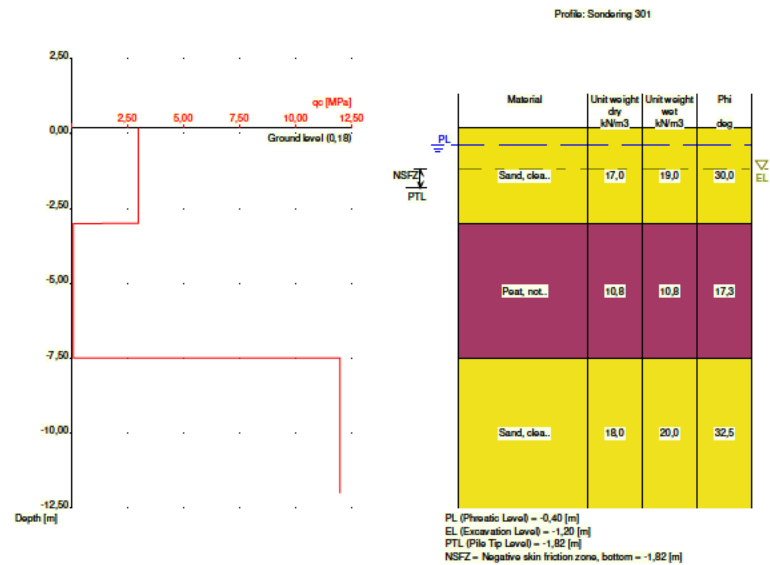 Profile: Sondering 301
2,50
qc [MPa]
0,00
2,50
5,00
7,50
10,00
12,50
Ground level (0,18)
-2,50
-5,00
-7,50
-10,00
-12,50
Depth [m]
Material
Unit weight
dry
kN/m3
Unit weight
wet
kN/m3
Phi
deg
PL
NSFZ
PTL
EL
Sand, clea..
17,0
19,0
30,0
Peat, not..
10,8
10,8
17,3
Sand, clea..
18,0
20,0
32,5
PL (Phreatic Level) = -0,40 [m]
EL (Excavation Level) = -1,20 [m]
PTL (Pile Tip Level) = -1,82 [m]
NSFZ = Negative skin friction zone, bottom = -1,82 [m]